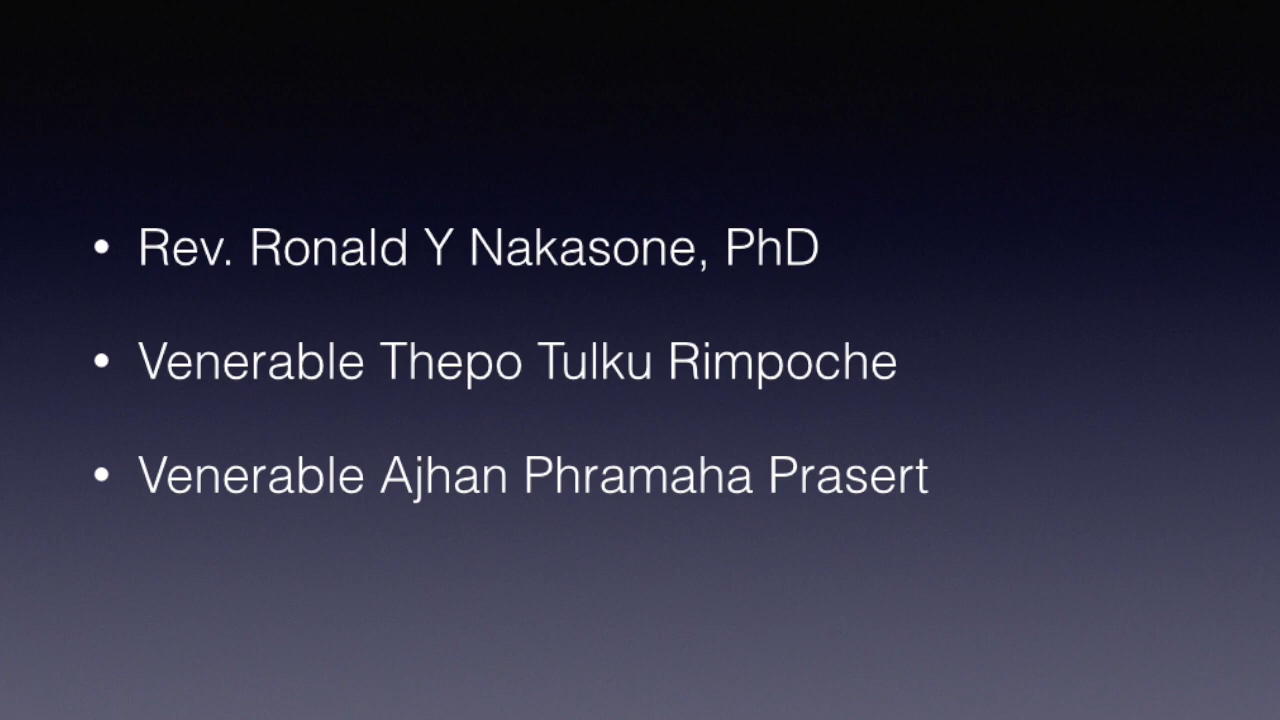 • Rev. Ronald Y Nakasone, PhD
• Venerable Thepo Tulku Rimpoche
• Venerable Ajhan Phramaha Prasert